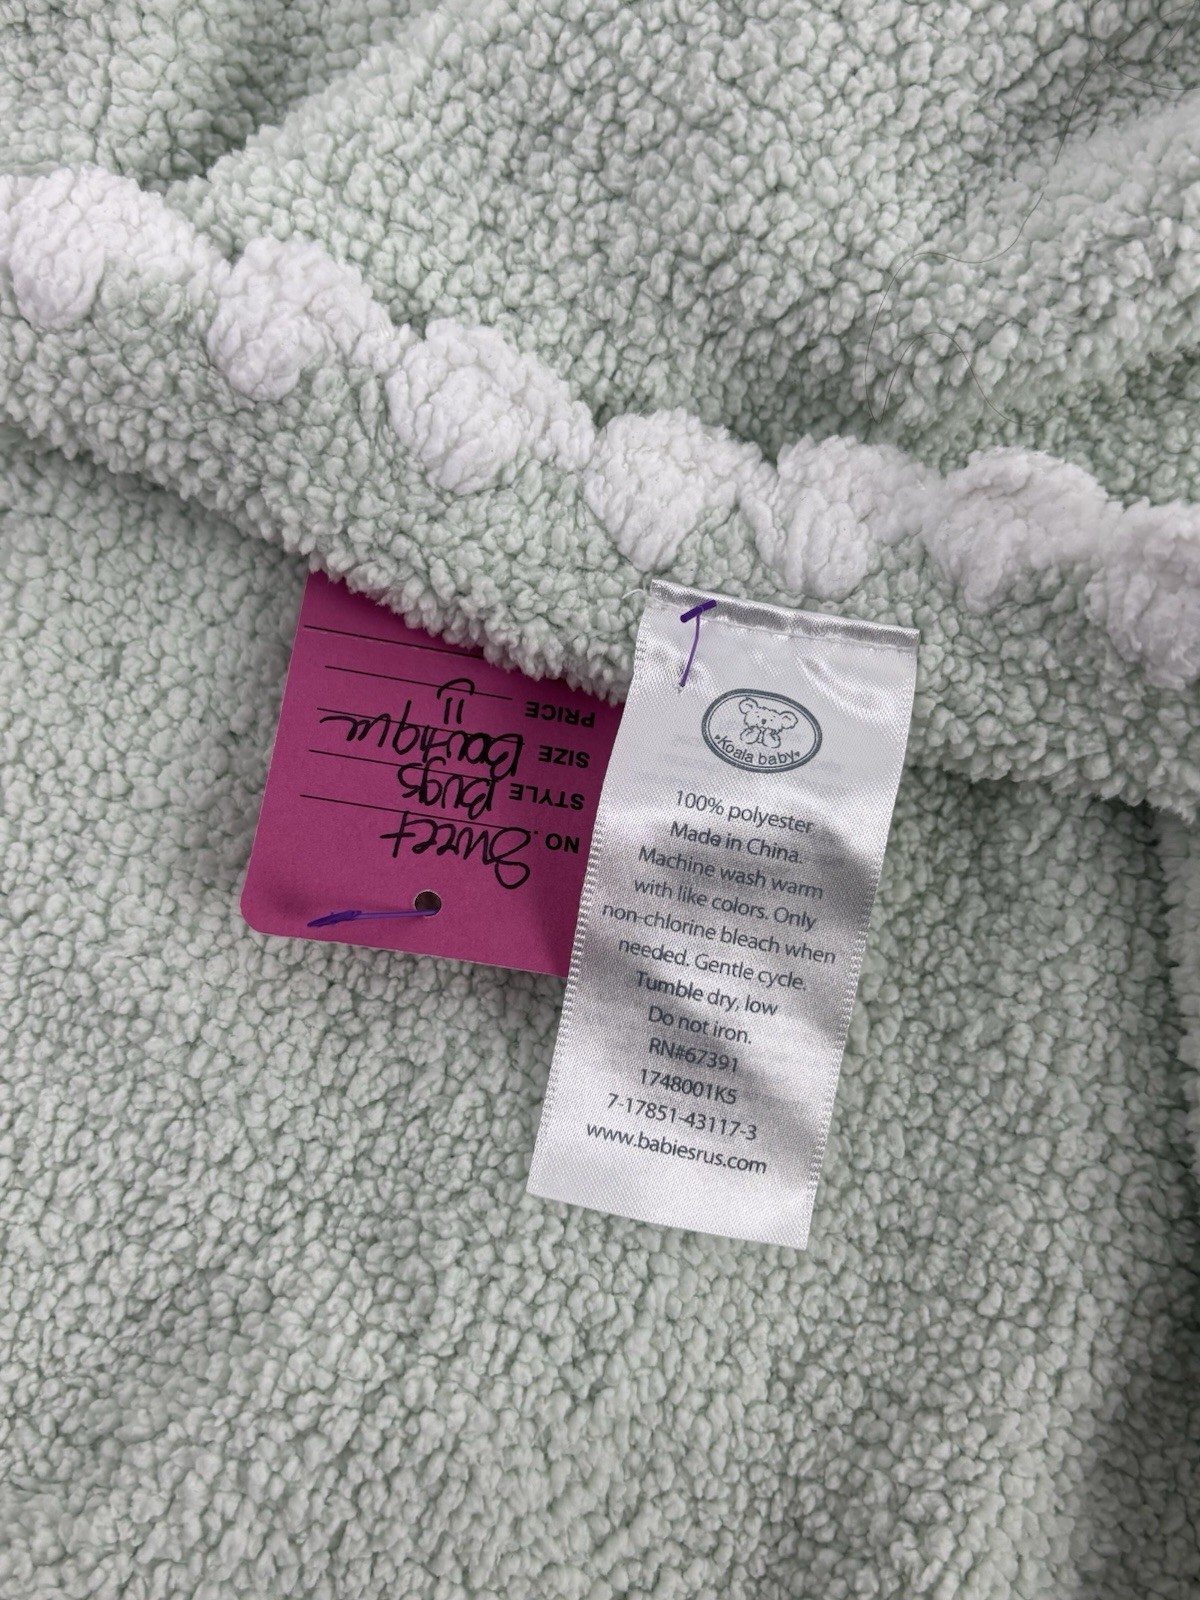 Koala baby
100% polyester
Made in China.
Machine wash warm
with like colors. Only
non-chlorine bleach when
needed. Gentle cycle.
Tumble dry, low
Do not iron.
RN#67391
1748001K5
7-17851-43117-3
www.babiesrus.com
NO. Sweet
STYLE Bugs
SIZE Boutique
PRICE